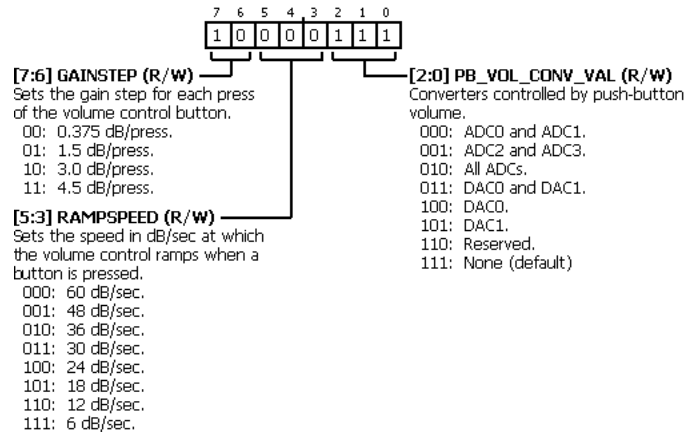 7 6 5 4 3 2 1 0
1 0 0 0 0 1 1 1
[7:6] GAINSTEP (R/W)
Sets the gain step for each press
of the volume control button.
00: 0.375 dB/press.
01: 1.5 dB/press.
10: 3.0 dB/press.
11: 4.5 dB/press.
[5:3] RAMPSPEED (R/W)
Sets the speed in dB/sec at which
the volume control ramps when a
button is pressed.
000: 60 dB/sec.
001: 48 dB/sec.
010: 36 dB/sec.
011: 30 dB/sec.
100: 24 dB/sec.
101: 18 dB/sec.
110: 12 dB/sec.
111: 6 dB/sec.
[2:0] PB_VOL_CONV_VAL (R/W)
Converters controlled by push-button
volume.
000: ADC0 and ADC1.
001: ADC2 and ADC3.
010: All ADCs.
011: DAC0 and DAC1.
100: DAC0.
101: DAC1.
110: Reserved.
111: None (default)